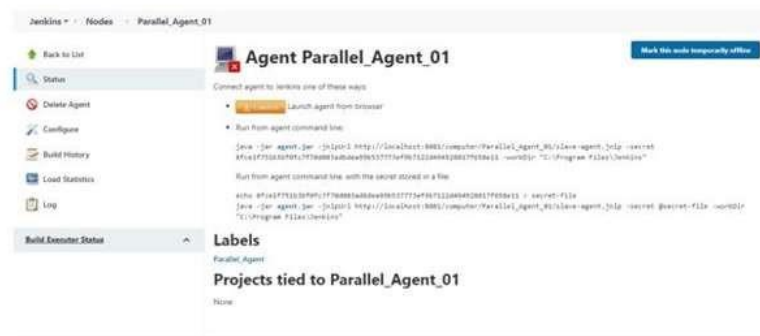 Jenkins Nodes Parallel_Agent_01
Back to List
Status
Delete Agent
Configure
Build History
Load Statistics
Log
Build Executor Status
Agent Parallel_Agent_01
Mark this node temporarily offline
Connect agent to Jenkins one of these ways:
Launch
Launch agent from browser
Run from agent command line:
java -jar agent.jar -jnlpUrl http://localhost:8081/computer/Parallel_Agent_01/slave-agent.jnlp -secret
-workDir "C:\Program Files\Jenkins"
Run from agent command line, with the secret stored in a file:
echo > secret-file
java -jar agent.jar -jnlpUrl http://localhost:8081/computer/Parallel_Agent_01/slave-agent.jnlp -secret @secret-file -workDir
"C:\Program Files\Jenkins"
Labels
Parallel_Agent
Projects tied to Parallel_Agent_01
None